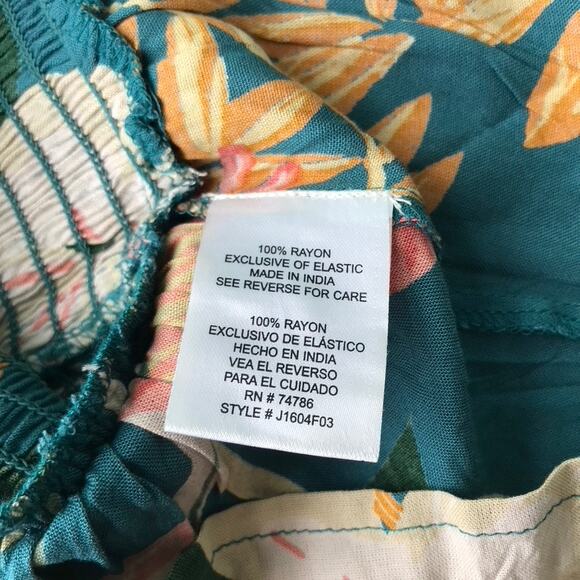 100% RAYON
EXCLUSIVE OF ELASTIC
MADE IN INDIA
SEE REVERSE FOR CARE
100% RAYON
EXCLUSIVO DE ELÁSTICO
HECHO EN INDIA
VEA EL REVERSO
PARA EL CUIDADO
RN # 74786
STYLE # J1604F03